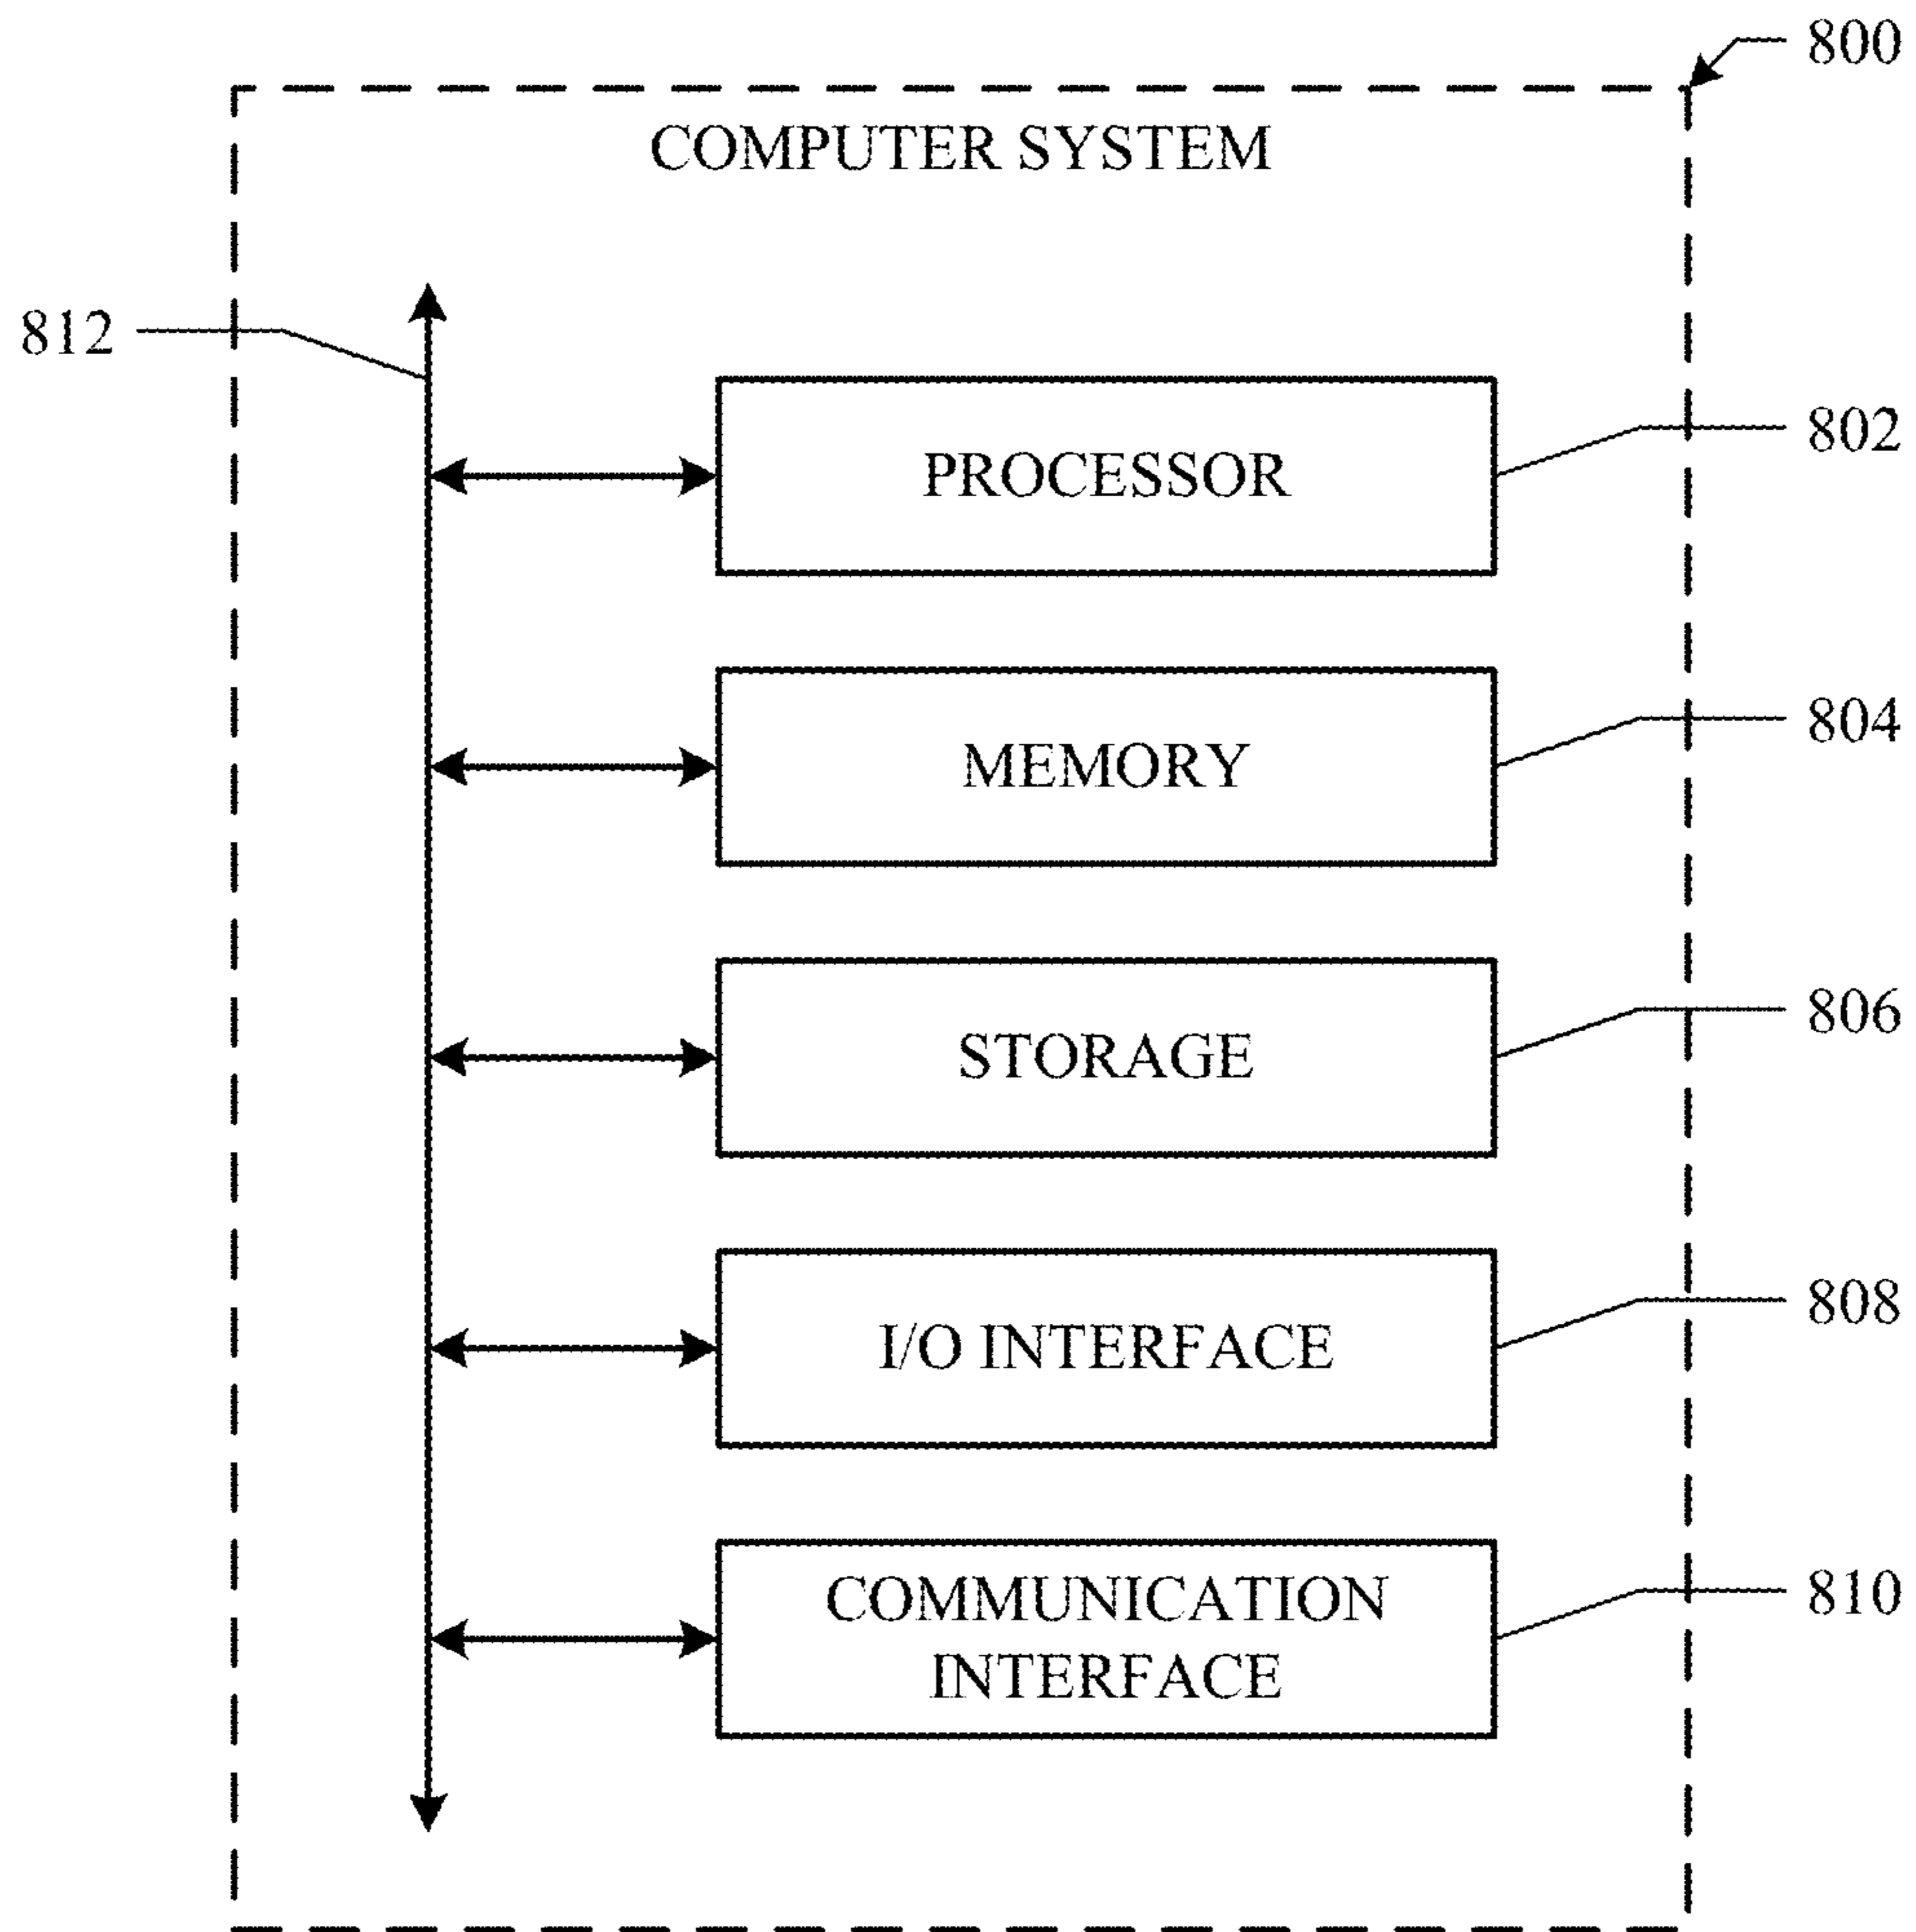 800
COMPUTER SYSTEM
812
PROCESSOR
802
MEMORY
804
STORAGE
806
I/O INTERFACE
808
COMMUNICATION
INTERFACE
810